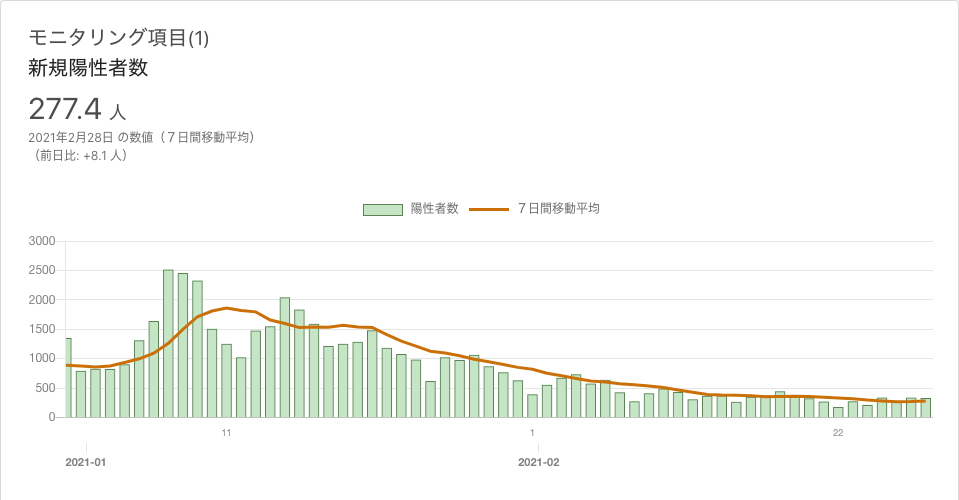 モニタリング項目(1)
新規陽性者数
277.4 人
2021年2月28日 の数値（７日間移動平均）
（前日比: +8.1 人）
陽性者数 ７日間移動平均
3000
2500
2000
1500
1000
500
0
11 1 22
2021-01 2021-02